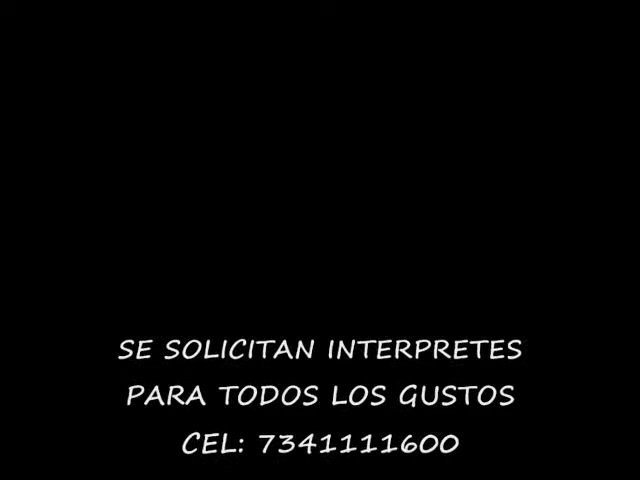 SE SOLICITAN INTERPRETES
PARA TODOS LOS GUSTOS
CEL: 7341111600